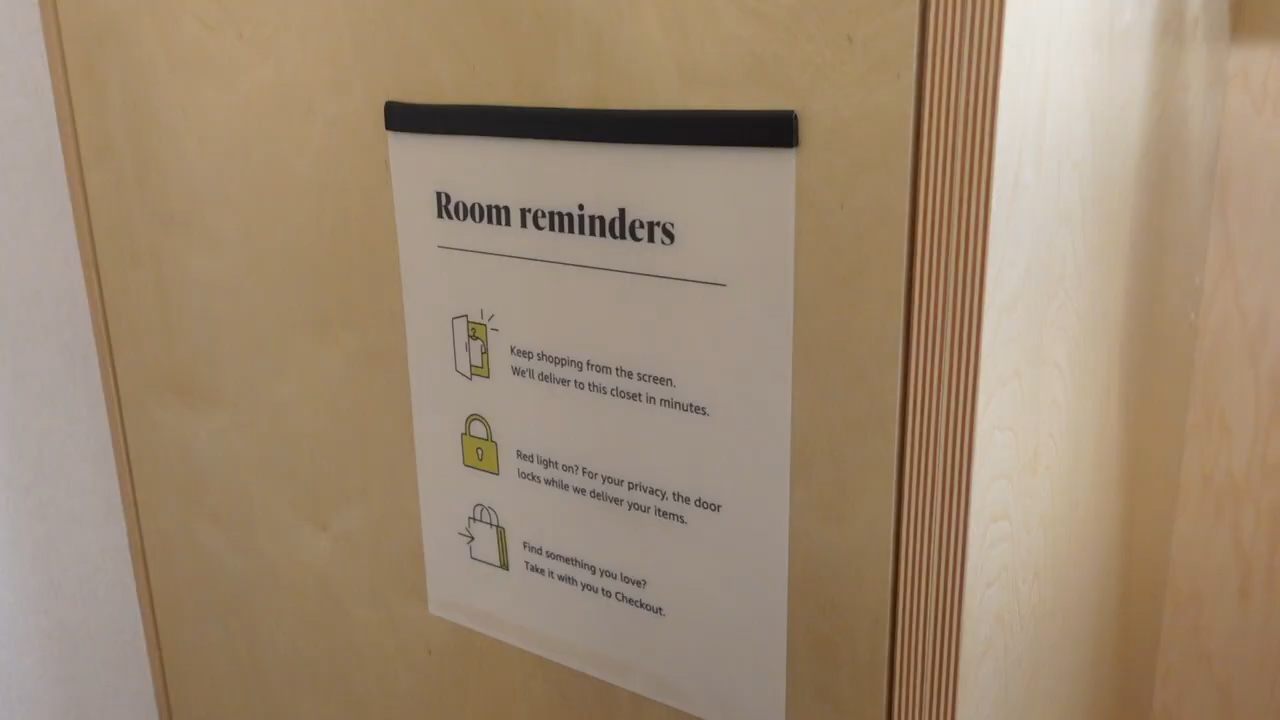 Room reminders
Keep shopping from the screen.
We'll deliver to this closet in minutes.
Red light on? For your privacy, the door
locks while we deliver your items.
Find something you love?
Take it with you to Checkout.